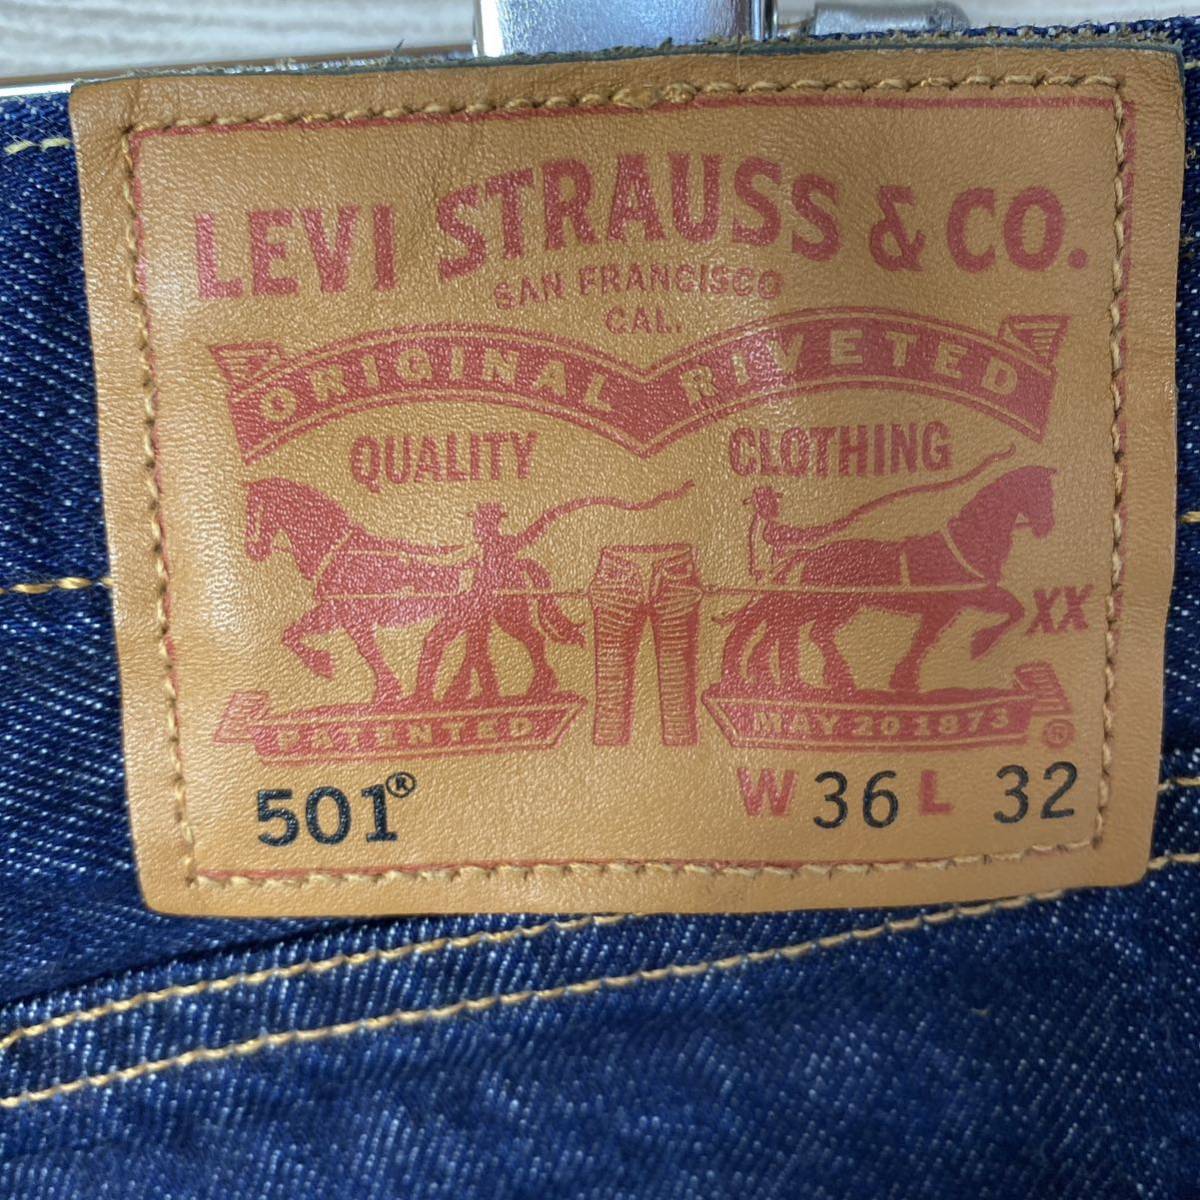 LEVI STRAUSS & CO.
SAN FRANCISCO
CAL.
ORIGINAL RIVETED
QUALITY CLOTHING
XX
PATENTED MAY 20 1873 ®
501® W 36 L 32